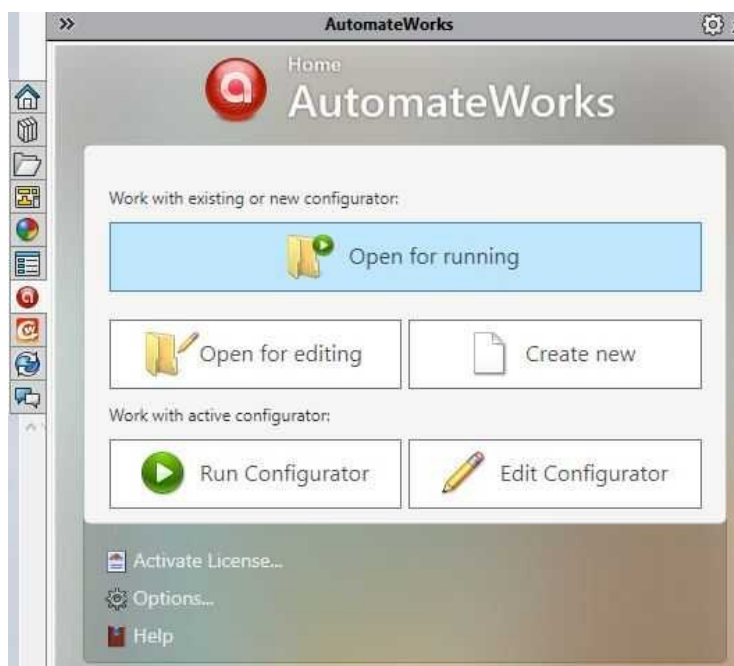 AutomateWorks
Home
AutomateWorks
Work with existing or new configurator:
Open for running
Open for editing
Create new
Work with active configurator:
Run Configurator
Edit Configurator
Activate License...
Options...
Help